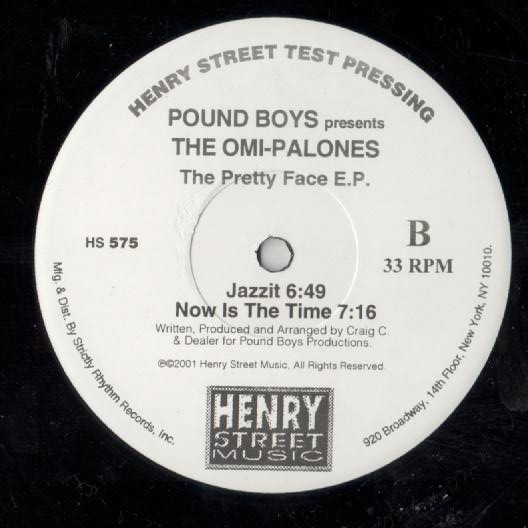 HENRY STREET TEST PRESSING
POUND BOYS presents
THE OMI-PALONES
The Pretty Face E.P.
HS 575
B
33 RPM
Jazzit 6:49
Now Is The Time 7:16
Written, Produced and Arranged by Craig C.
& Dealer for Pound Boys Productions.
℗©2001 Henry Street Music, All Rights Reserved.
Mfg. & Dist. By Strictly Rhythm Records, Inc.
920 Broadway, 14th Floor, New York, NY 10010.
HENRY
STREET
MUSIC